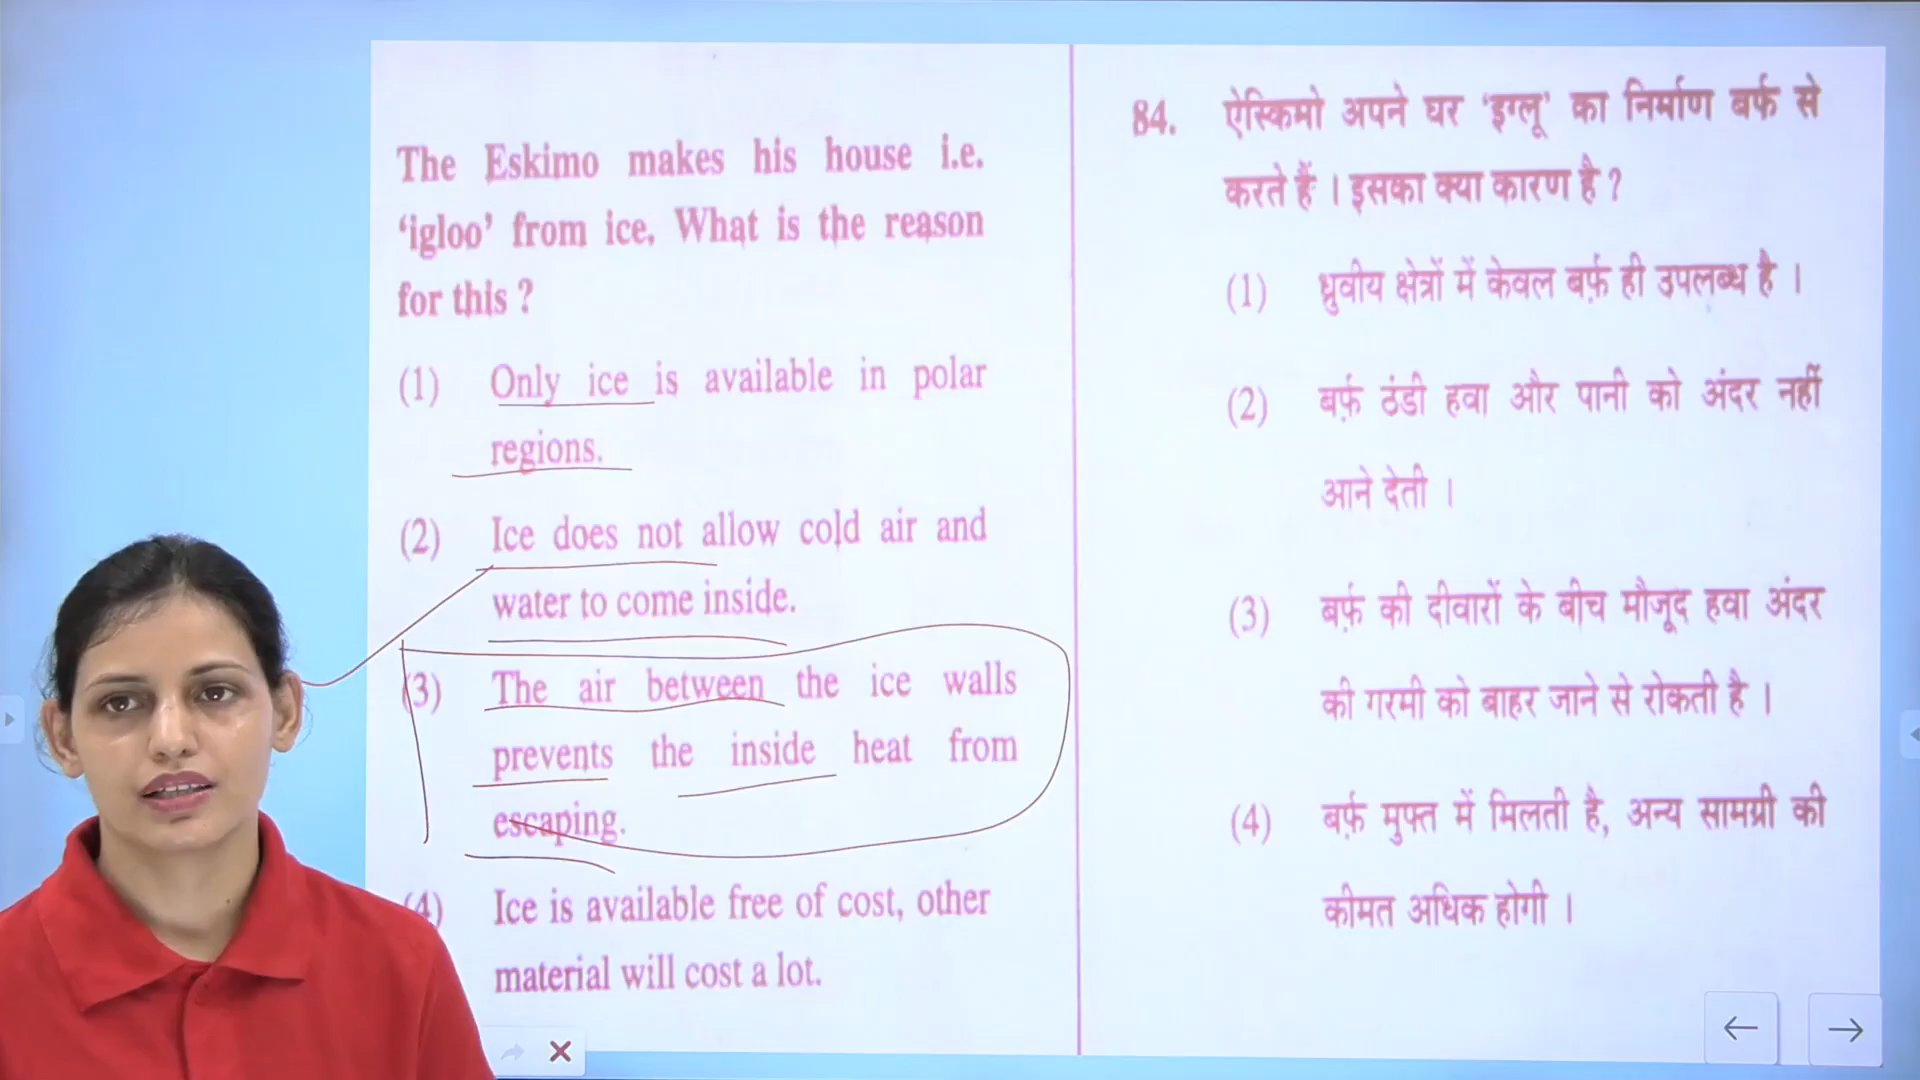 The Eskimo makes his house i.e.
‘igloo’ from ice. What is the reason
for this ?
(1) Only ice is available in polar
regions.
(2) Ice does not allow cold air and
water to come inside.
(3) The air between the ice walls
prevents the inside heat from
escaping.
(4) Ice is available free of cost, other
material will cost a lot.
84. ऐस्किमो अपने घर ‘इग्लू’ का निर्माण बर्फ से
करते हैं । इसका क्या कारण है ?
(1) ध्रुवीय क्षेत्रों में केवल बर्फ़ ही उपलब्ध है ।
(2) बर्फ़ ठंडी हवा और पानी को अंदर नहीं
आने देती ।
(3) बर्फ़ की दीवारों के बीच मौजूद हवा अंदर
की गरमी को बाहर जाने से रोकती है ।
(4) बर्फ़ मुफ्त में मिलती है, अन्य सामग्री की
कीमत अधिक होगी ।